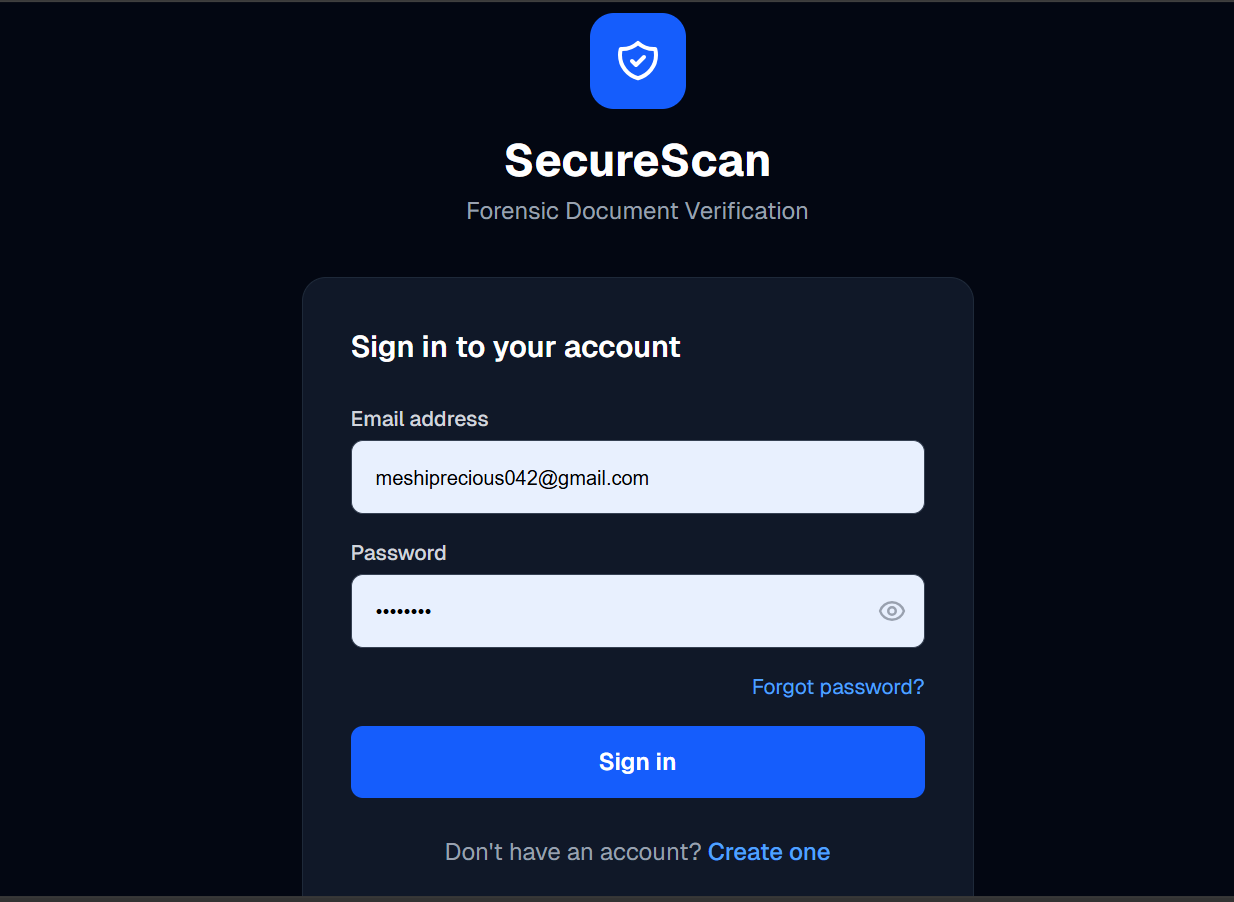 SecureScan
Forensic Document Verification
Sign in to your account
Email address
meshiprecious042@gmail.com
Password
••••••••
Forgot password?
Sign in
Don't have an account? Create one